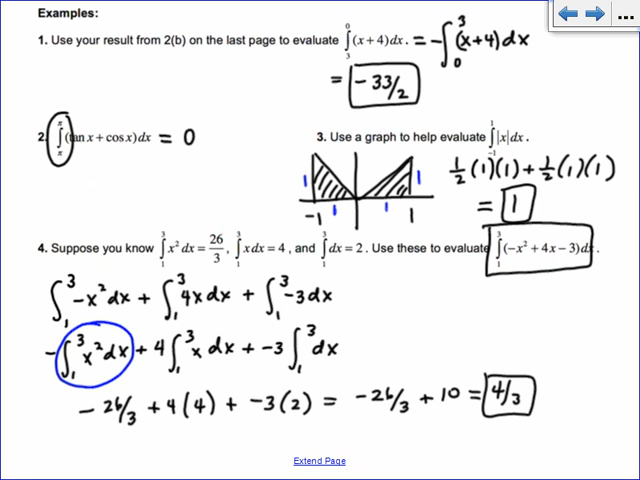 Examples:
1. Use your result from 2(b) on the last page to evaluate ∫₃⁰ (x + 4) dx. = -∫₀³ (x+4) dx
= -33/2
2. ∫_π^π (tan x + cos x) dx = 0
3. Use a graph to help evaluate ∫₋₁¹ |x| dx.
1 1
-1 1 1 1
½(1)(1) + ½(1)(1)
= 1
4. Suppose you know ∫₁³ x² dx = 26/3, ∫₁³ x dx = 4, and ∫₁³ dx = 2. Use these to evaluate ∫₁³ (-x² + 4x - 3) dx.
∫₁³ -x² dx + ∫₁³ 4x dx + ∫₁³ -3 dx
-∫₁³ x² dx + 4 ∫₁³ x dx + -3 ∫₁³ dx
- 26/3 + 4(4) + -3(2) = -26/3 + 10 = 4/3
Extend Page